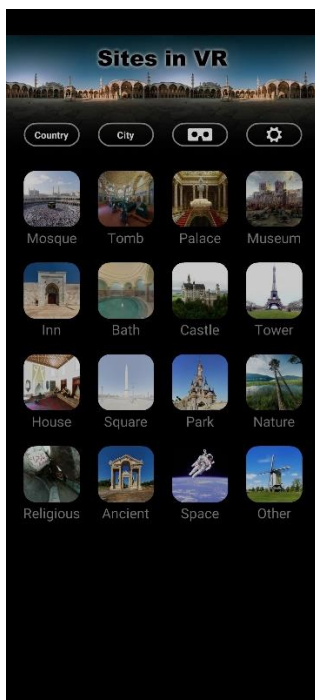 Sites in VR
Country City
Mosque Tomb Palace Museum
Inn Bath Castle Tower
House Square Park Nature
Religious Ancient Space Other